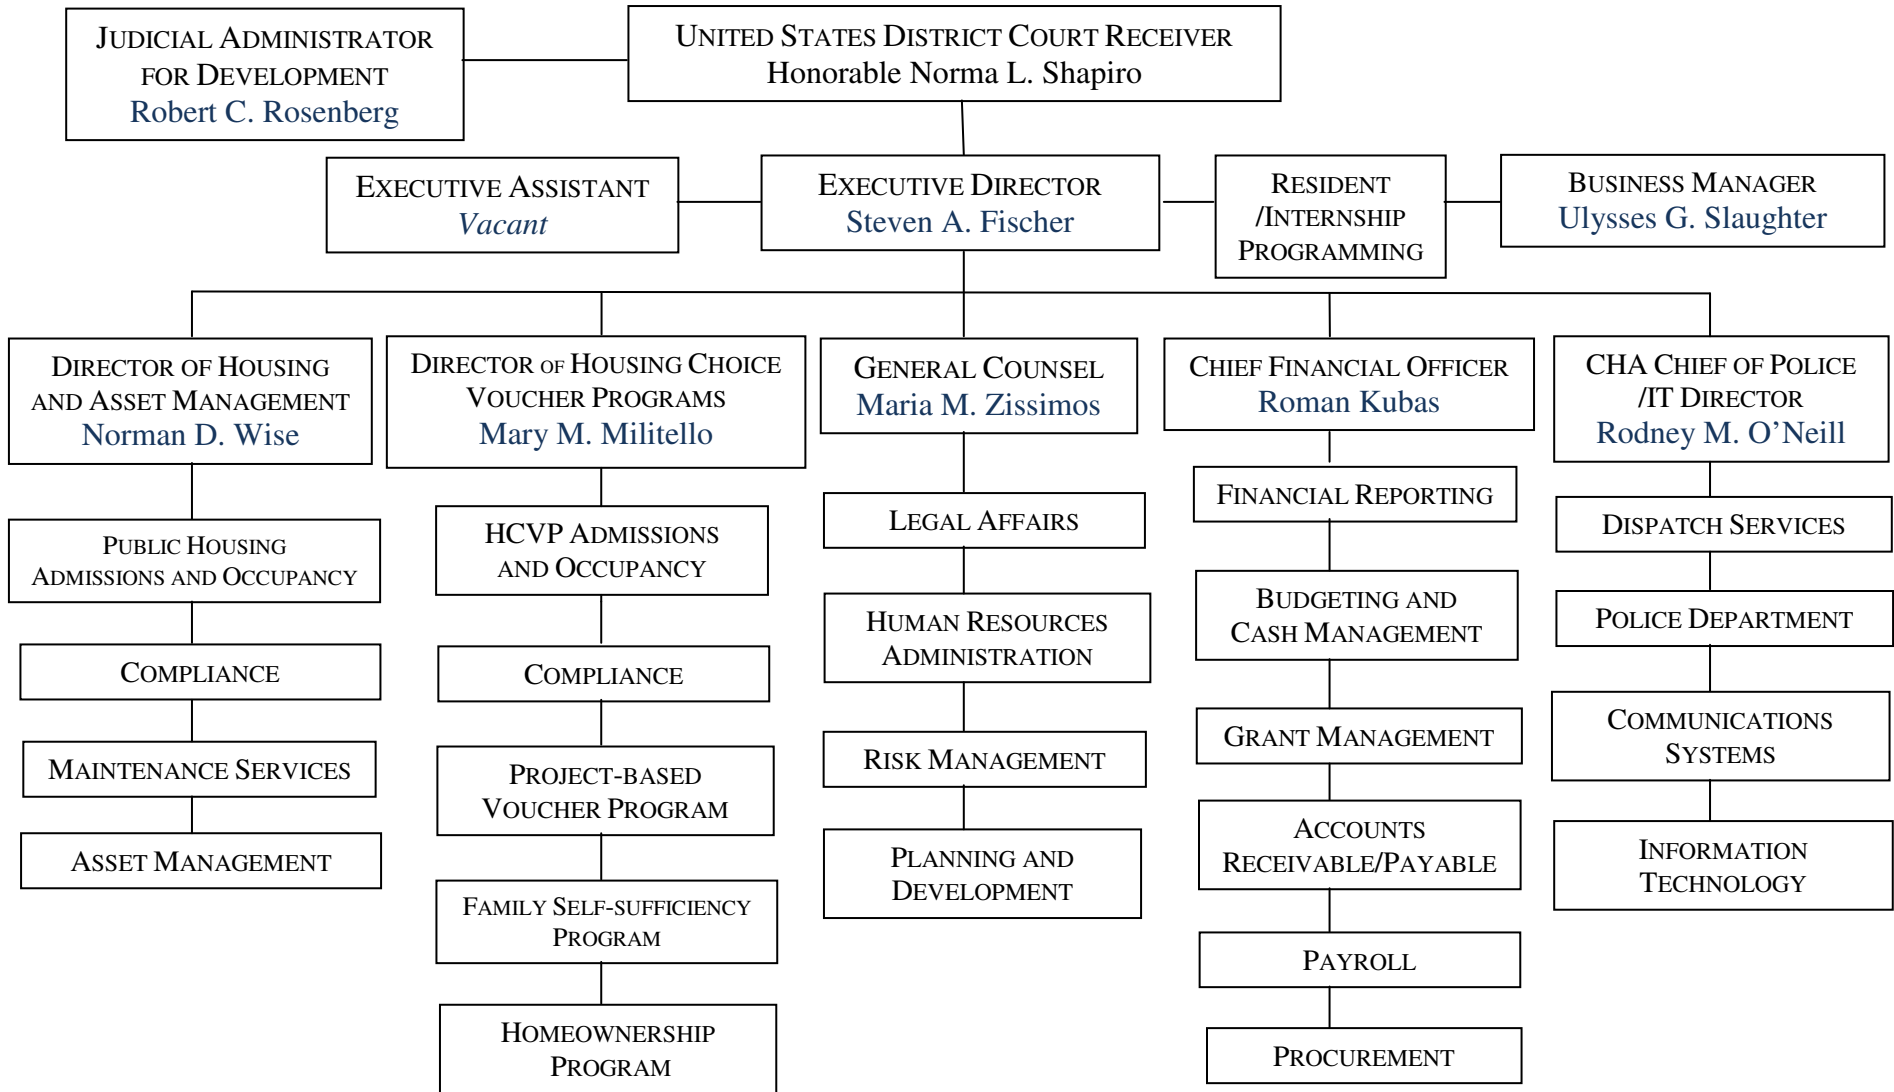 JUDICIAL ADMINISTRATOR
FOR DEVELOPMENT
Robert C. Rosenberg
UNITED STATES DISTRICT COURT RECEIVER
Honorable Norma L. Shapiro
EXECUTIVE ASSISTANT
Vacant
EXECUTIVE DIRECTOR
Steven A. Fischer
RESIDENT
/INTERNSHIP
PROGRAMMING
BUSINESS MANAGER
Ulysses G. Slaughter
DIRECTOR OF HOUSING
AND ASSET MANAGEMENT
Norman D. Wise
PUBLIC HOUSING
ADMISSIONS AND OCCUPANCY
COMPLIANCE
MAINTENANCE SERVICES
ASSET MANAGEMENT
DIRECTOR OF HOUSING CHOICE
VOUCHER PROGRAMS
Mary M. Militello
HCVP ADMISSIONS
AND OCCUPANCY
COMPLIANCE
PROJECT-BASED
VOUCHER PROGRAM
FAMILY SELF-SUFFICIENCY
PROGRAM
HOMEOWNERSHIP
PROGRAM
GENERAL COUNSEL
Maria M. Zissimos
LEGAL AFFAIRS
HUMAN RESOURCES
ADMINISTRATION
RISK MANAGEMENT
PLANNING AND
DEVELOPMENT
CHIEF FINANCIAL OFFICER
Roman Kubas
FINANCIAL REPORTING
BUDGETING AND
CASH MANAGEMENT
GRANT MANAGEMENT
ACCOUNTS
RECEIVABLE/PAYABLE
PAYROLL
PROCUREMENT
CHA CHIEF OF POLICE
/IT DIRECTOR
Rodney M. O’Neill
DISPATCH SERVICES
POLICE DEPARTMENT
COMMUNICATIONS
SYSTEMS
INFORMATION
TECHNOLOGY